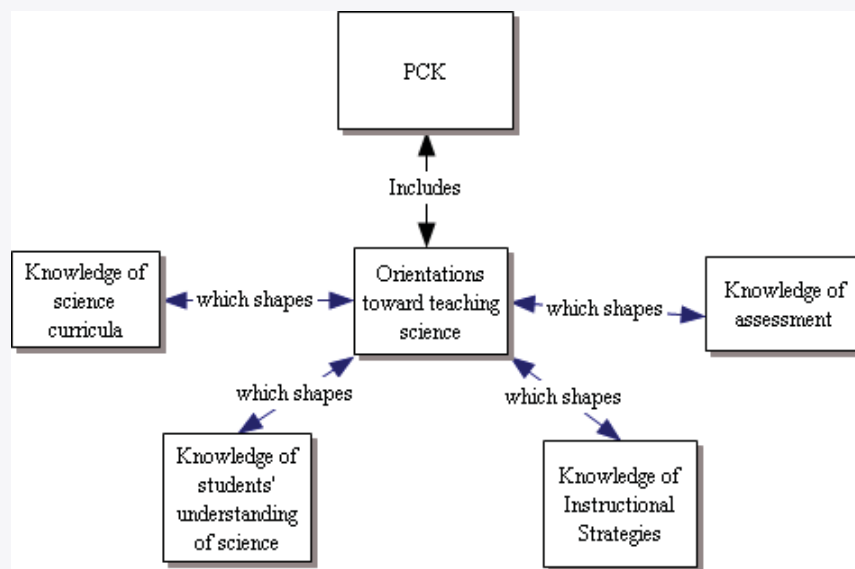 PCK
Includes
Knowledge of
science
curricula
which shapes
Orientations
toward teaching
science
which shapes
Knowledge of
assessment
which shapes
which shapes
Knowledge of
students'
understanding
of science
Knowledge of
Instructional
Strategies